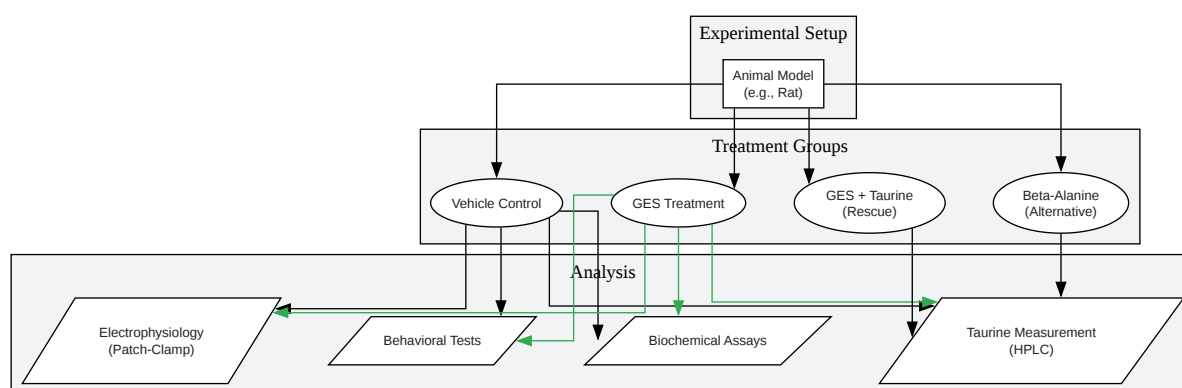 Experimental Setup
Animal Model
(e.g., Rat)
Treatment Groups
Vehicle Control
GES Treatment
GES + Taurine
(Rescue)
Beta-Alanine
(Alternative)
Analysis
Electrophysiology
(Patch-Clamp)
Behavioral Tests
Biochemical Assays
Taurine Measurement
(HPLC)